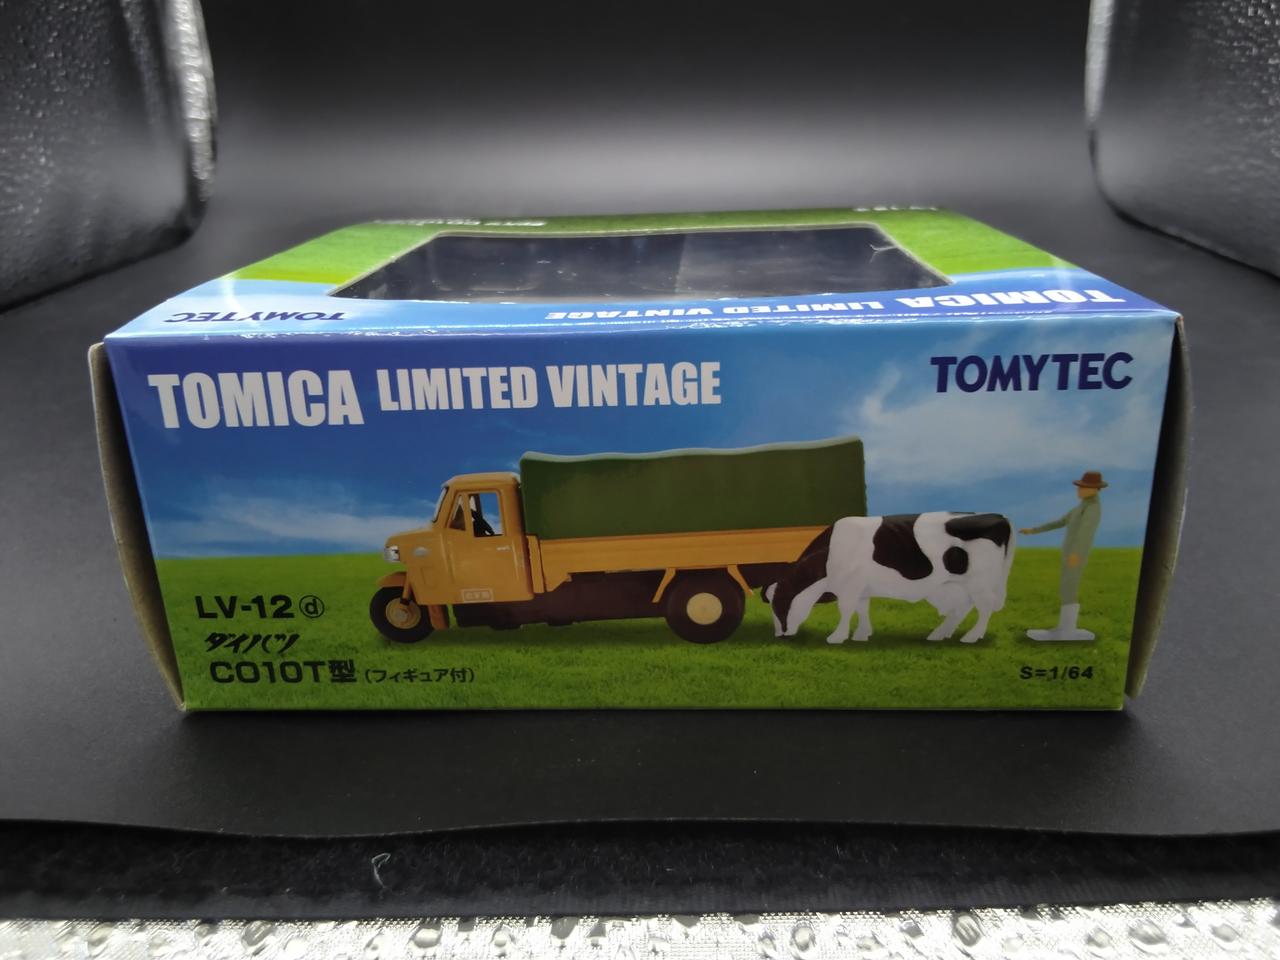 TOMYTEC
TOMICA LIMITED VINTAGE
TOMICA LIMITED VINTAGE
TOMYTEC
LV-12ⓓ
ダイハツ
CO10T型(フィギュア付)
S=1/64